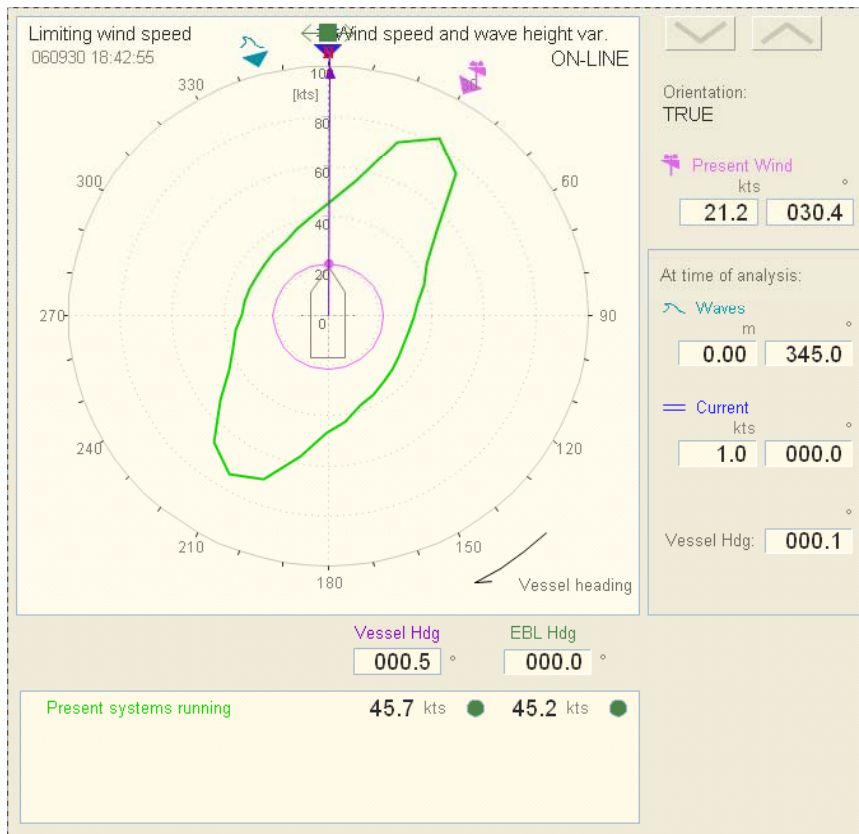 Limiting wind speed
Wind speed and wave height var.
060930 18:42:55
ON-LINE
N
10
[kts]
80
60
40
20
0
30
60
90
120
150
180
210
240
270
300
330
Vessel heading
Orientation:
TRUE
Present Wind
kts °
21.2 030.4
At time of analysis:
Waves
m °
0.00 345.0
Current
kts °
1.0 000.0
°
Vessel Hdg: 000.1
Vessel Hdg EBL Hdg
000.5 ° 000.0 °
Present systems running 45.7 kts 45.2 kts